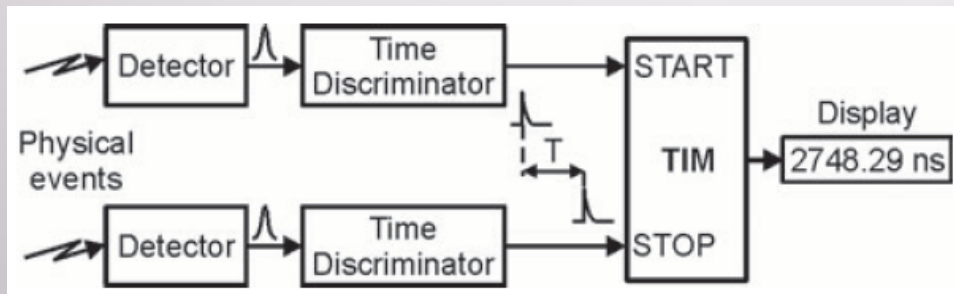 Detector
Time
Discriminator
START
Physical
events
T
TIM
Display
2748.29 ns
Detector
Time
Discriminator
STOP